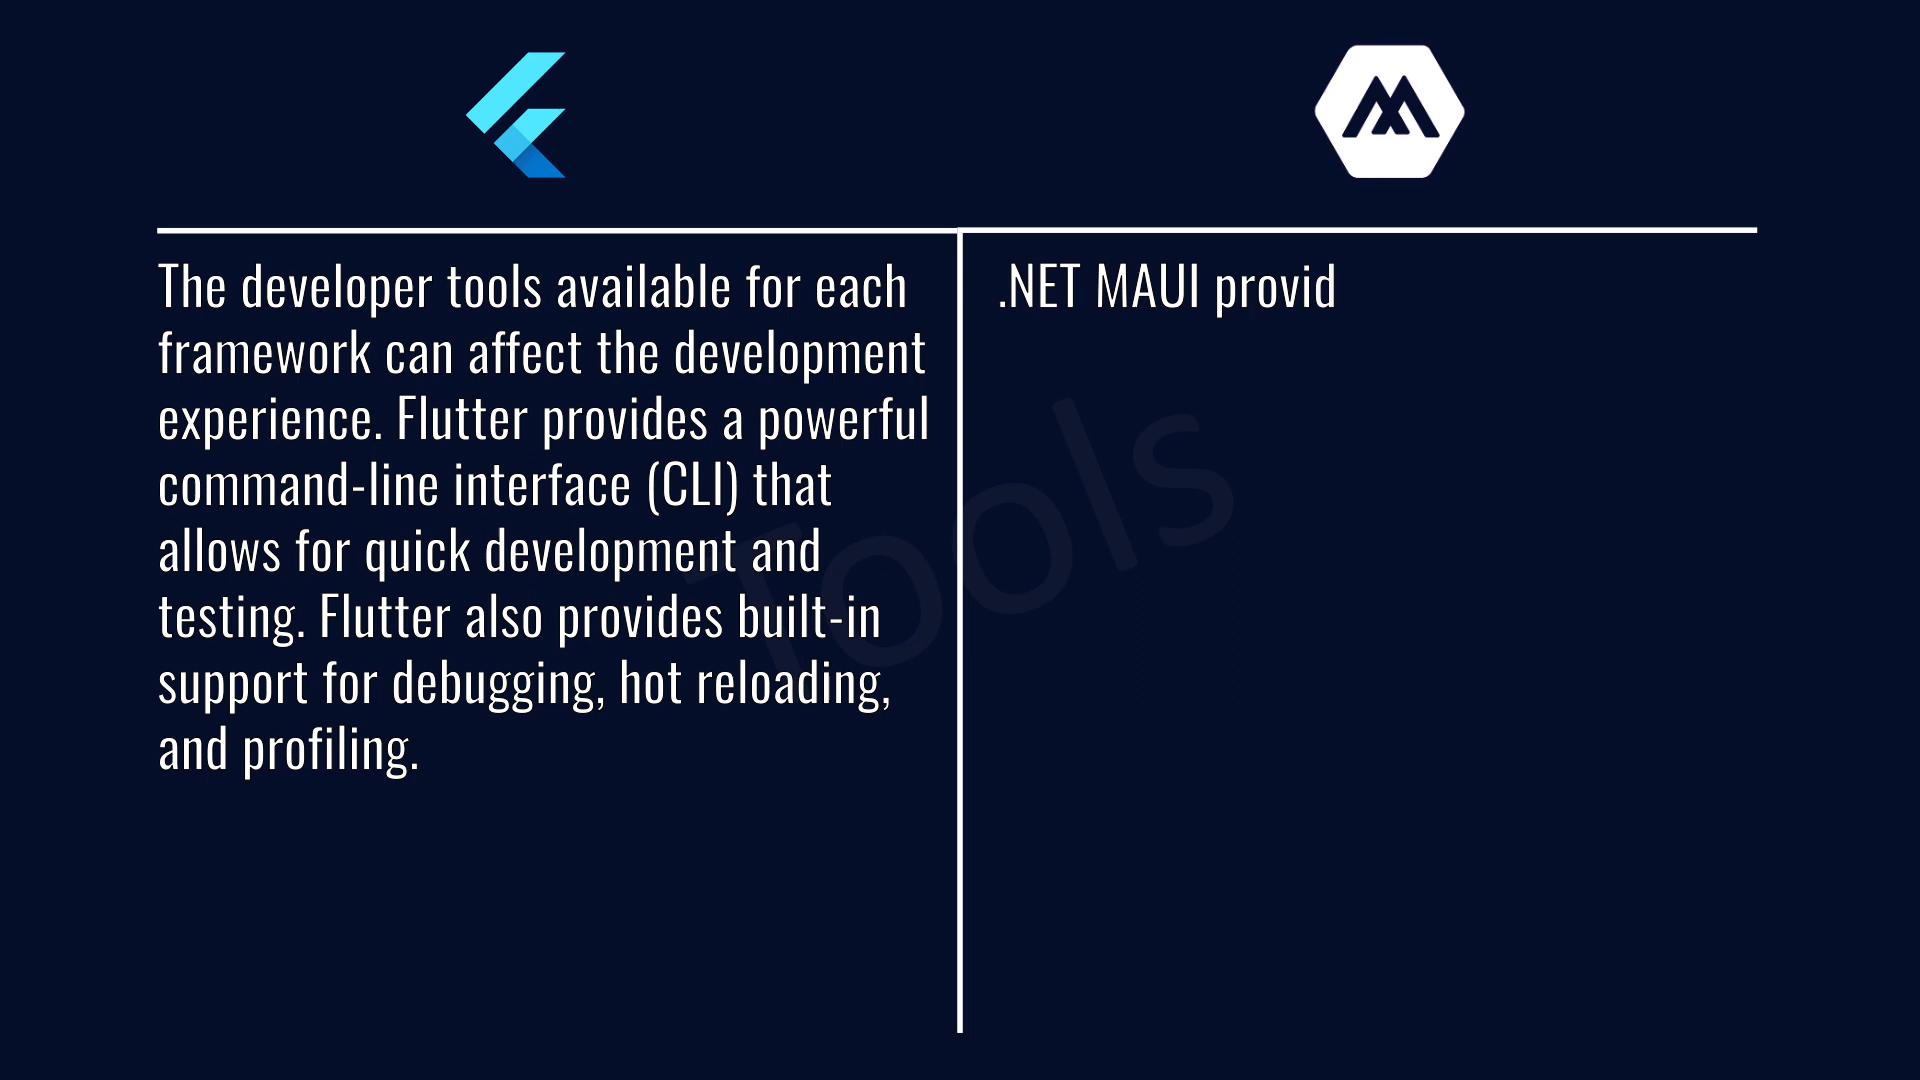 The developer tools available for each
framework can affect the development
experience. Flutter provides a powerful
command-line interface (CLI) that
allows for quick development and
testing. Flutter also provides built-in
support for debugging, hot reloading,
and profiling.
.NET MAUI provid
Tools